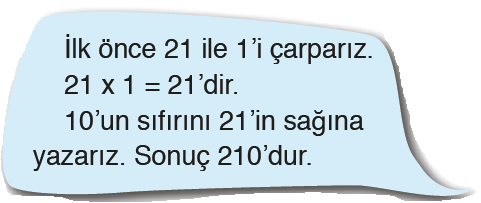 İlk önce 21 ile 1’i çarparız.
21 x 1 = 21’dir.
10’un sıfırını 21’in sağına
yazarız. Sonuç 210’dur.